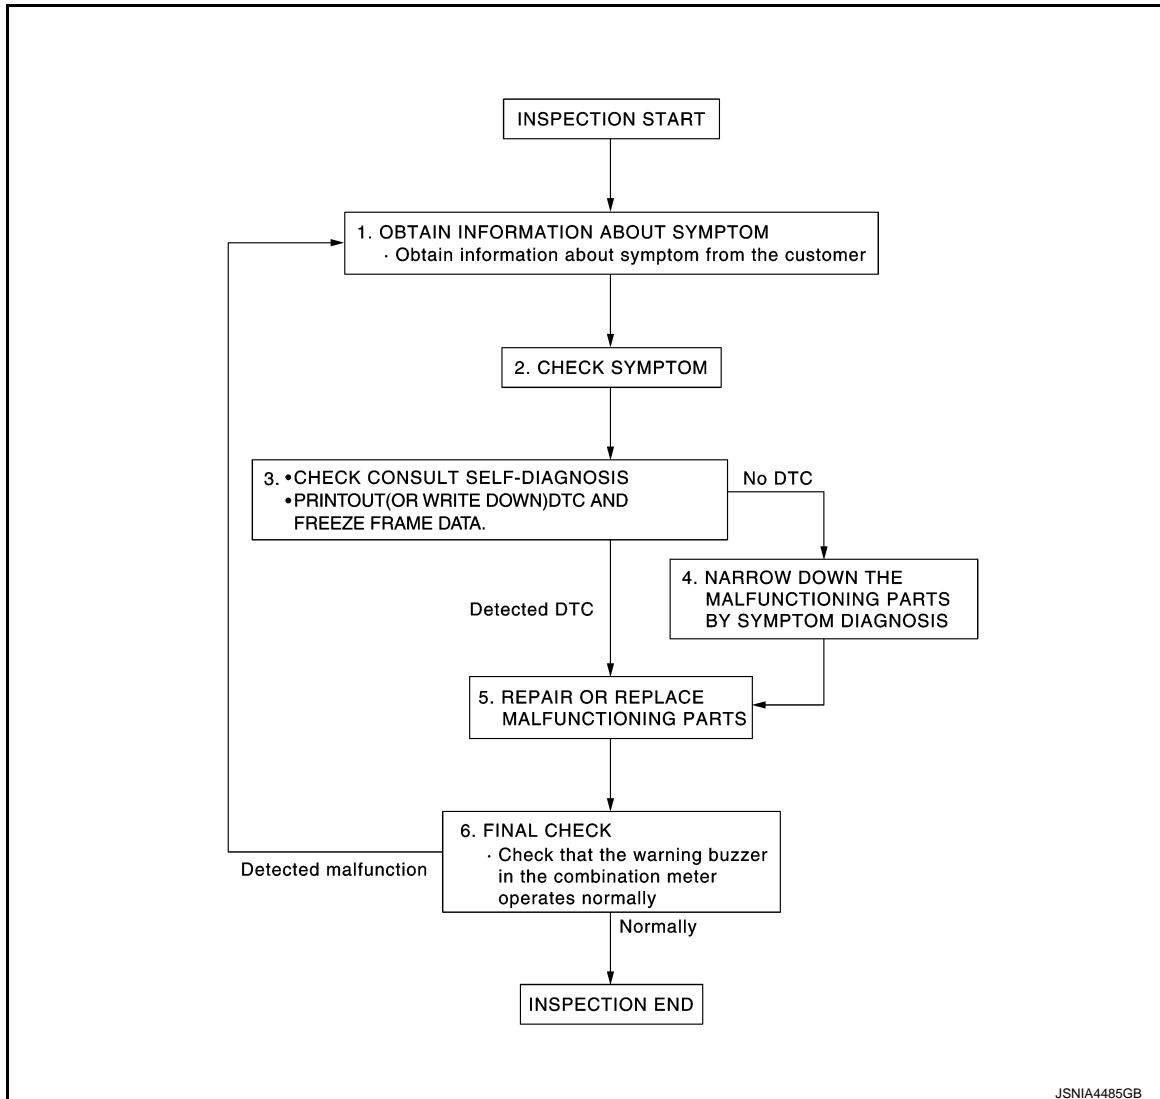 INSPECTION START
1. OBTAIN INFORMATION ABOUT SYMPTOM
· Obtain information about symptom from the customer
2. CHECK SYMPTOM
3. •CHECK CONSULT SELF-DIAGNOSIS
•PRINTOUT(OR WRITE DOWN)DTC AND
FREEZE FRAME DATA.
No DTC
4. NARROW DOWN THE
MALFUNCTIONING PARTS
BY SYMPTOM DIAGNOSIS
Detected DTC
5. REPAIR OR REPLACE
MALFUNCTIONING PARTS
6. FINAL CHECK
· Check that the warning buzzer
in the combination meter
operates normally
Detected malfunction
Normally
INSPECTION END
JSNIA4485GB